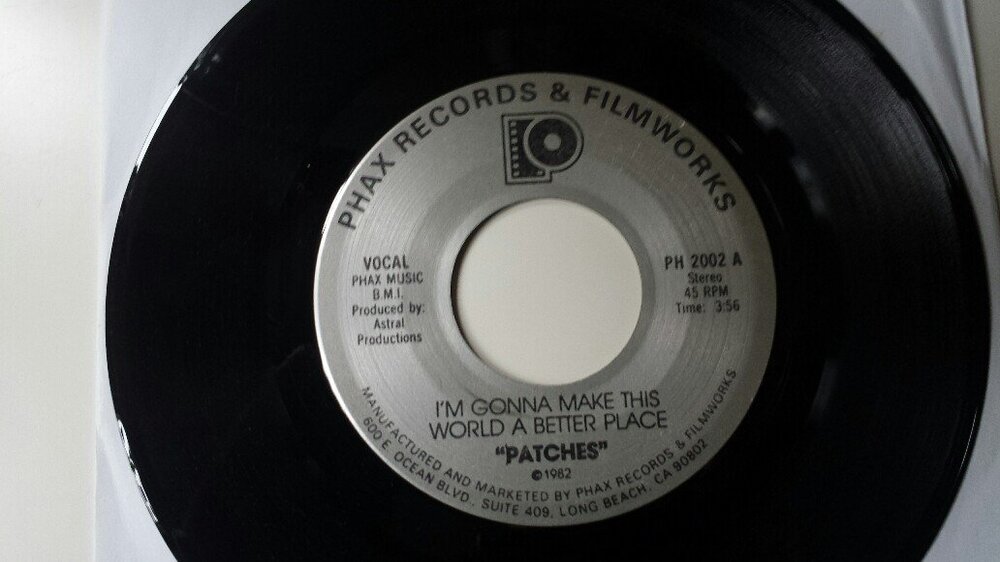 PHAX RECORDS & FILMWORKS
VOCAL
PHAX MUSIC
B.M.I.
Produced by:
Astral
Productions
PH 2002 A
Stereo
45 RPM
Time: 3:56
I'M GONNA MAKE THIS
WORLD A BETTER PLACE
"PATCHES"
©1982
MANUFACTURED AND MARKETED BY PHAX RECORDS & FILMWORKS
600 E. OCEAN BLVD., SUITE 409, LONG BEACH, CA 90802